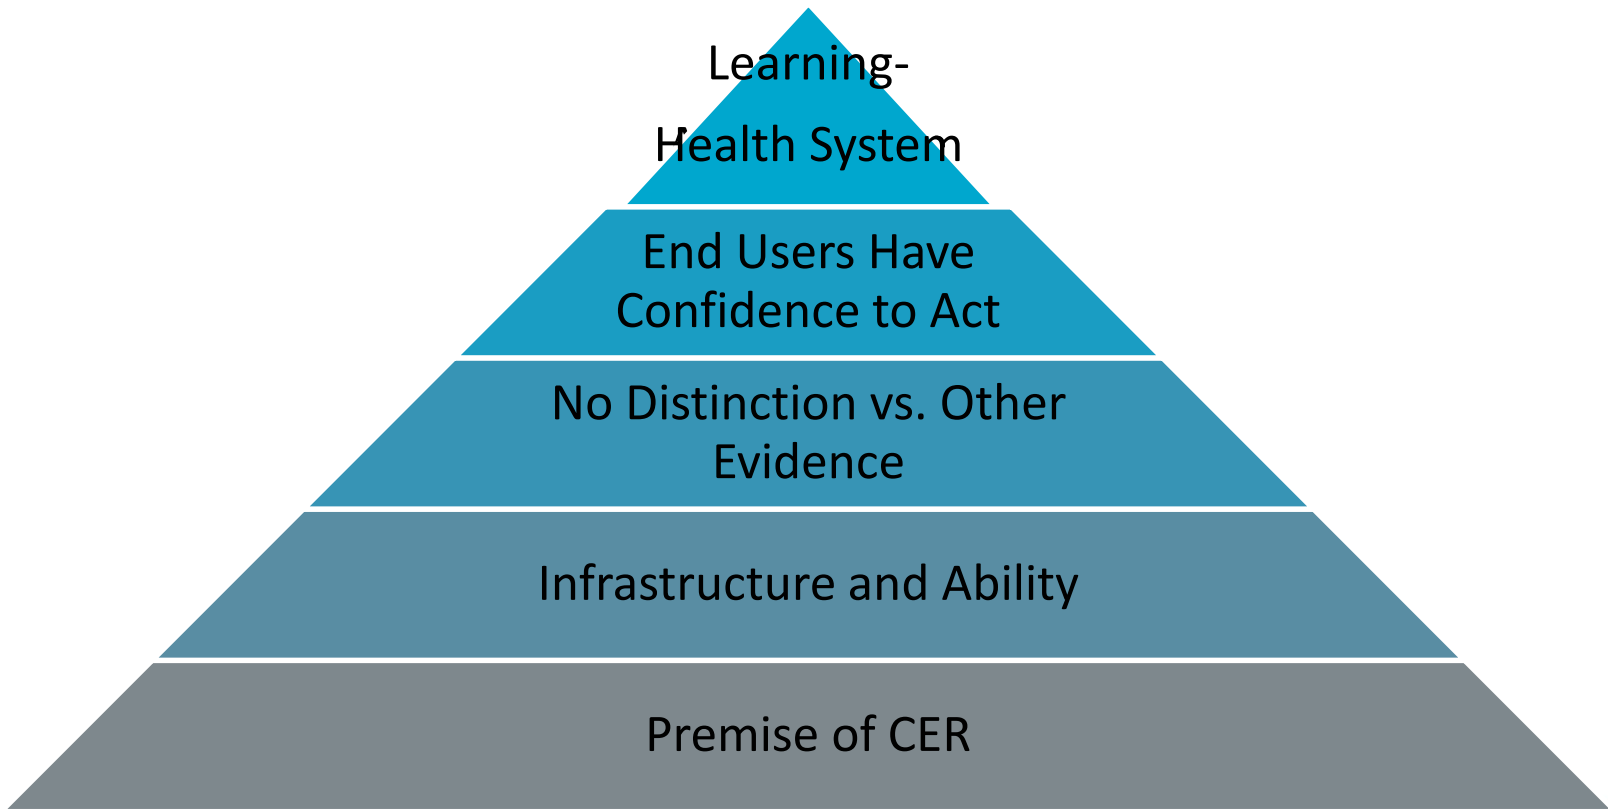 Learning-
Health System
End Users Have
Confidence to Act
No Distinction vs. Other
Evidence
Infrastructure and Ability
Premise of CER